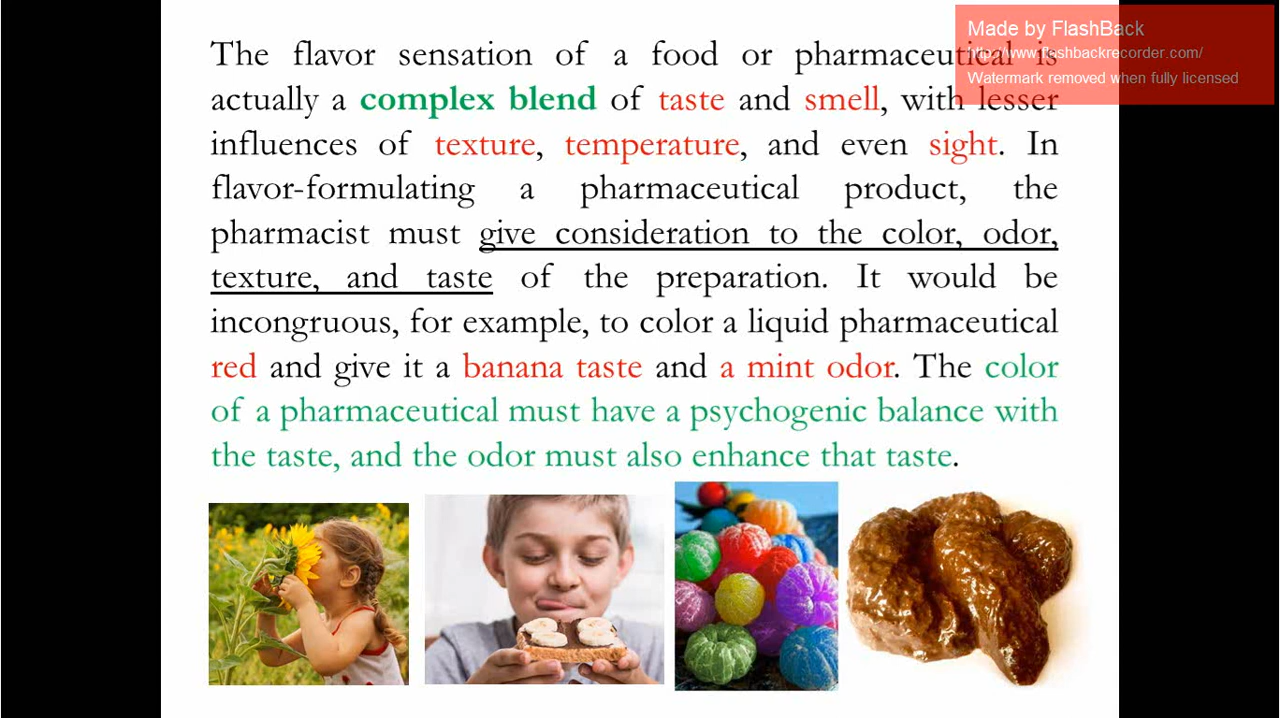 Made by FlashBack
http://www.flashbackrecorder.com/
Watermark removed when fully licensed
The flavor sensation of a food or pharmaceutical is
actually a complex blend of taste and smell, with lesser
influences of texture, temperature, and even sight. In
flavor-formulating a pharmaceutical product, the
pharmacist must give consideration to the color, odor,
texture, and taste of the preparation. It would be
incongruous, for example, to color a liquid pharmaceutical
red and give it a banana taste and a mint odor. The color
of a pharmaceutical must have a psychogenic balance with
the taste, and the odor must also enhance that taste.